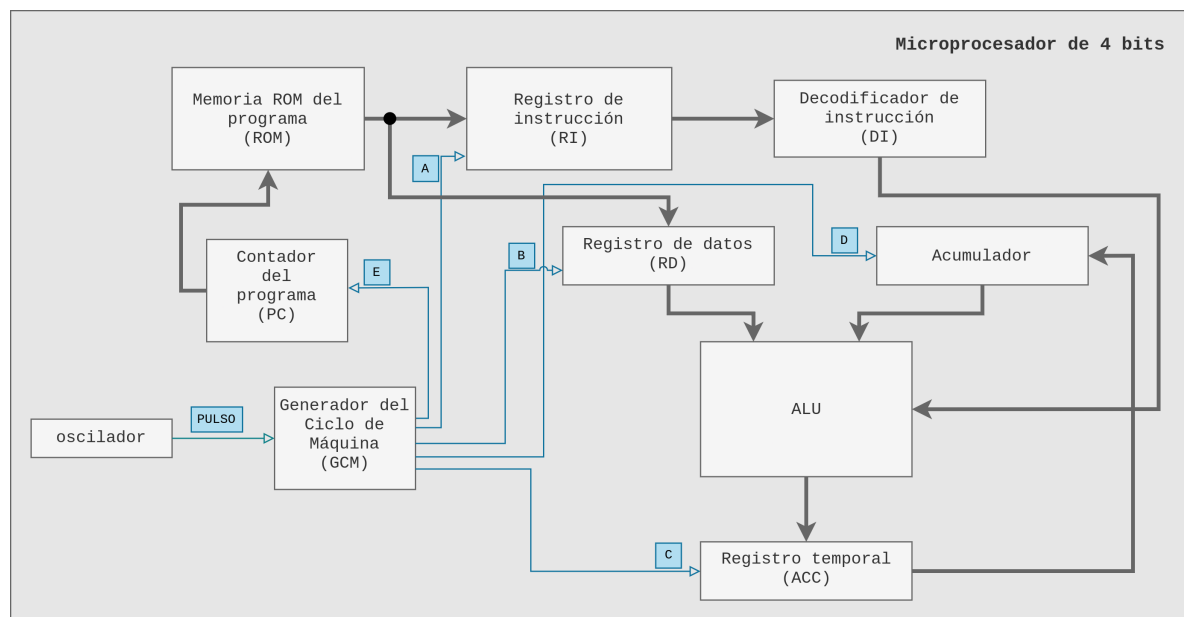 Microprocesador de 4 bits
Memoria ROM del
programa
(ROM)
Registro de
instrucción
(RI)
Decodificador de
instrucción
(DI)
A
Contador
del
programa
(PC)
E
B
Registro de datos
(RD)
D
Acumulador
oscilador
PULSO
Generador del
Ciclo de
Máquina
(GCM)
ALU
C
Registro temporal
(ACC)